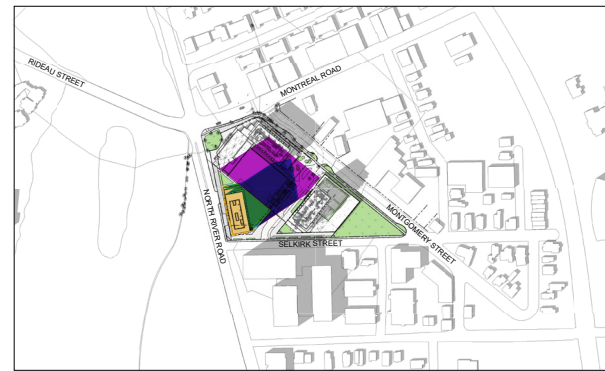 RIDEAU STREET
MONTREAL ROAD
NORTH RIVER ROAD
MONTGOMERY STREET
SELKIRK STREET